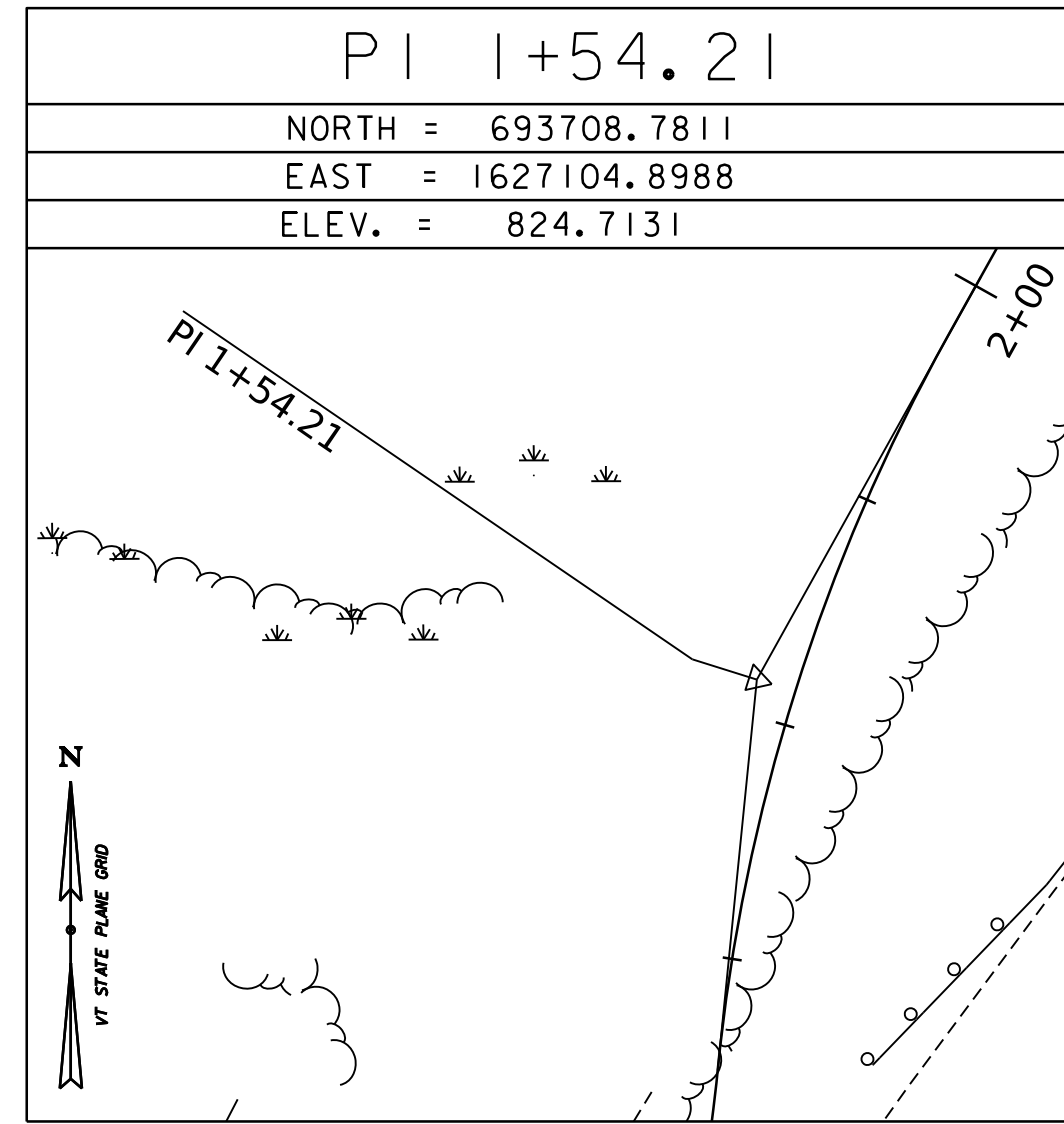 PI 1+54.21
NORTH = 693708.7811
EAST = 1627104.8988
ELEV. = 824.7131
2+00
PI 1+54.21
N
VT STATE PLANE GRID